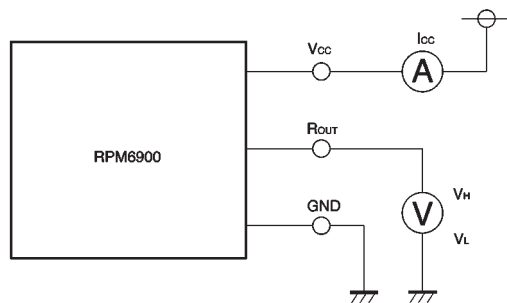 Vcc
Icc
A
RPM6900
ROUT
GND
V
VH
VL